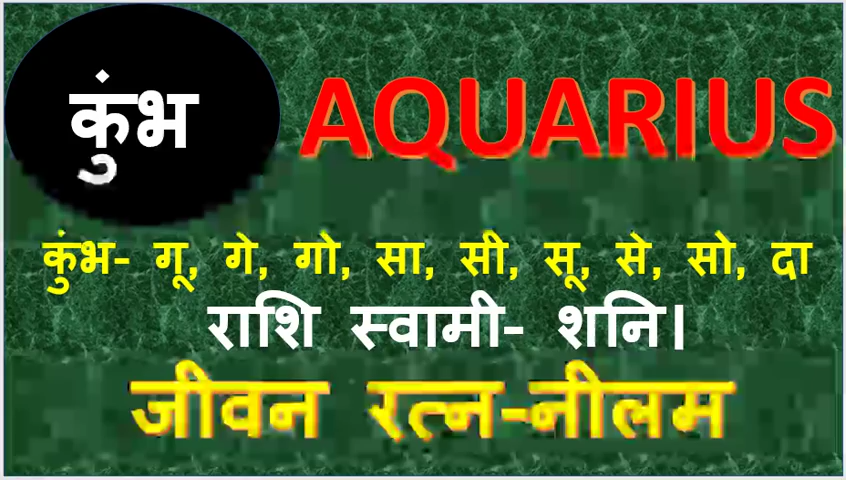 कुंभ
AQUARIUS
कुंभ- गू, गे, गो, सा, सी, सू, से, सो, दा
राशि स्वामी- शनि।
जीवन रत्न-नीलम